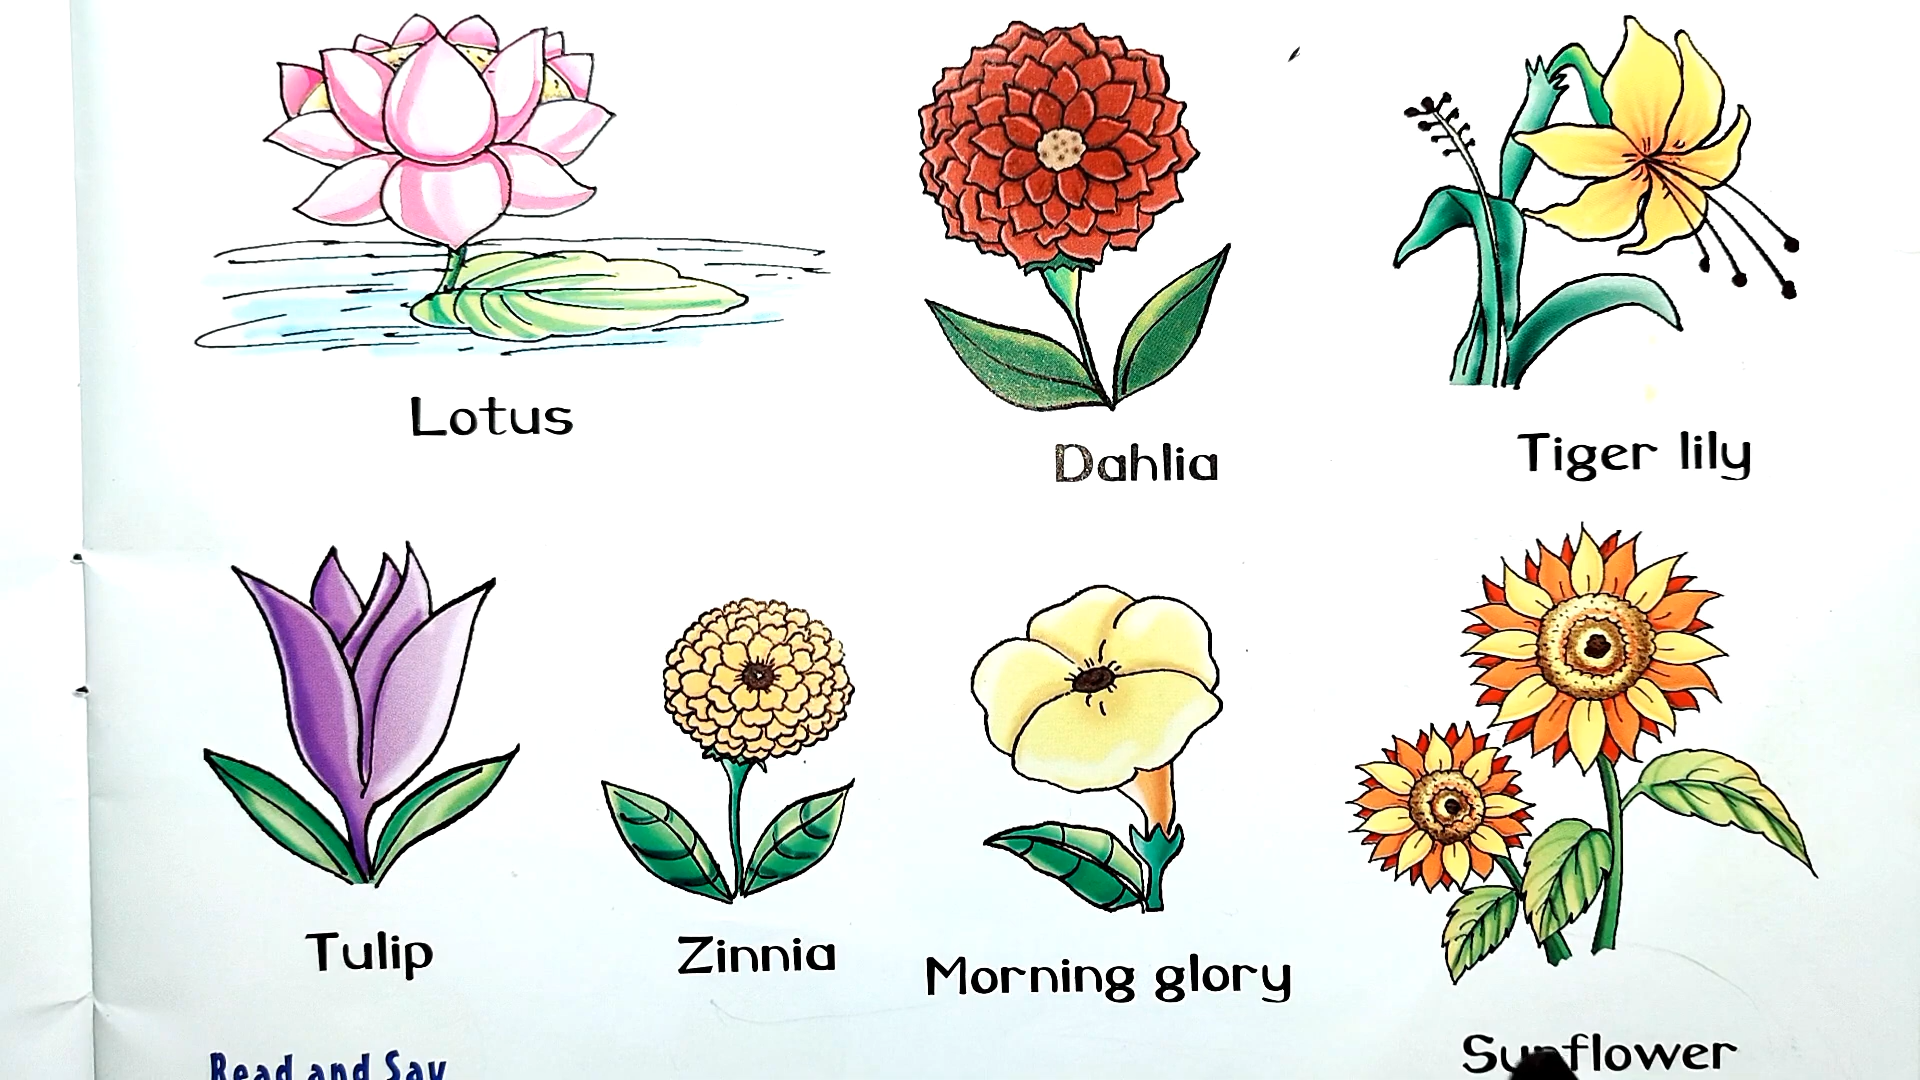 Lotus
Dahlia
Tiger lily
Tulip
Zinnia
Morning glory
Sunflower
Read and Say